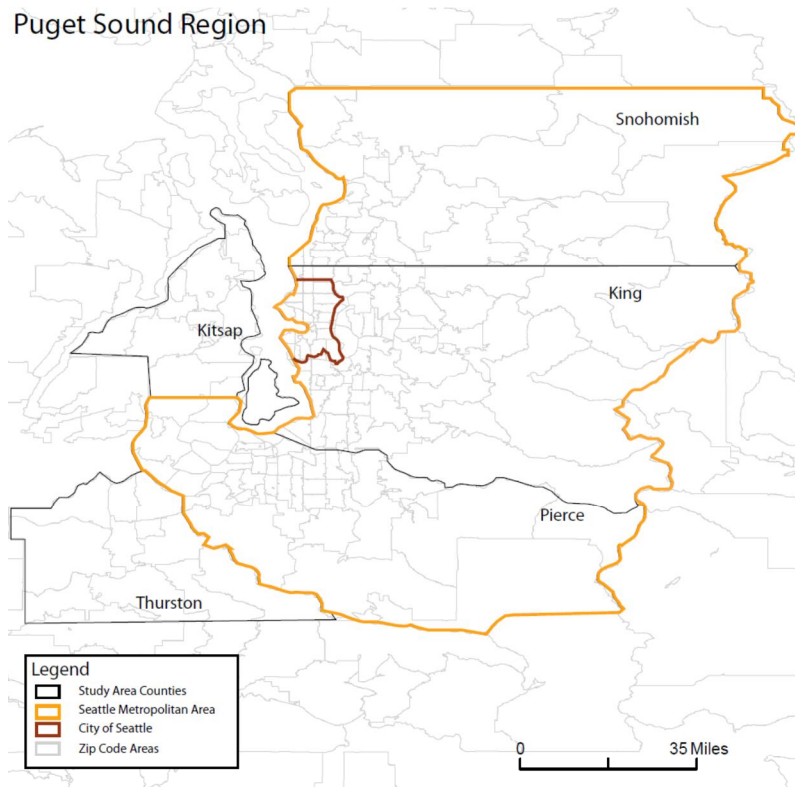 Puget Sound Region
Snohomish
King
Kitsap
Pierce
Thurston
Legend
Study Area Counties
Seattle Metropolitan Area
City of Seattle
Zip Code Areas
0 35 Miles